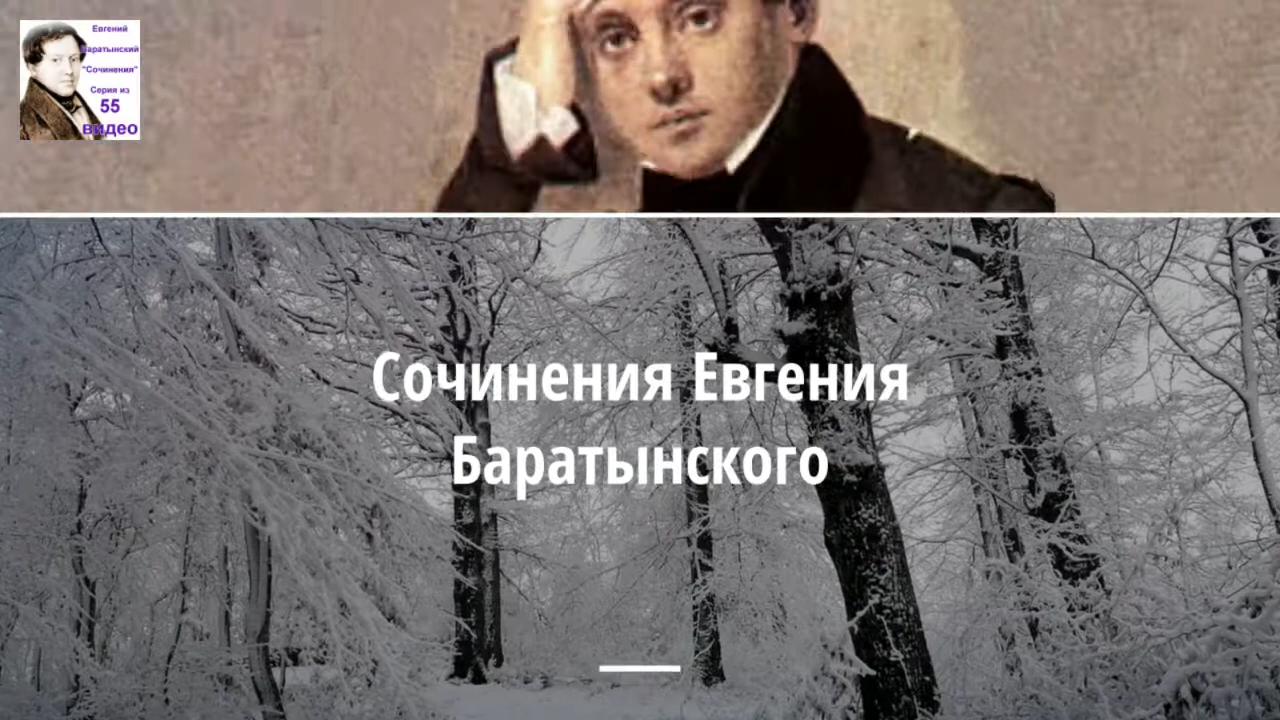 Евгений
Баратынский
"Сочинения"
Серия из
55
видео
Сочинения Евгения
Баратынского